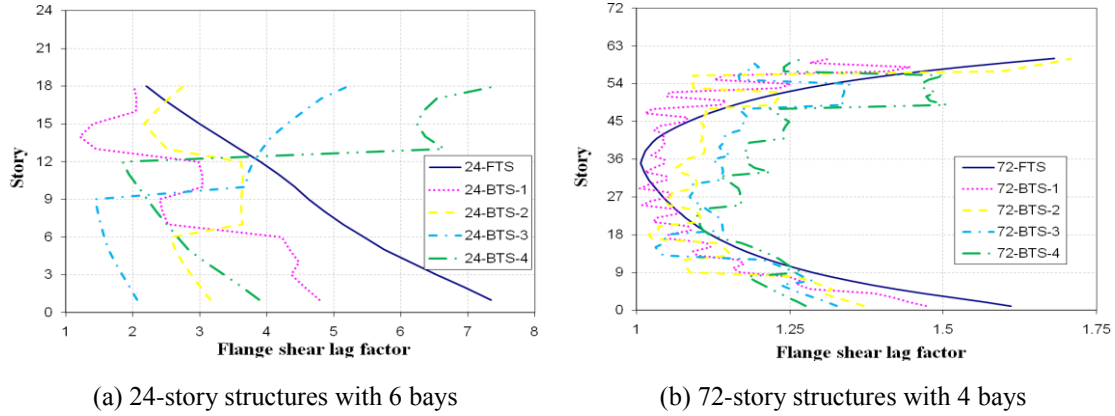 24
21
18
15
12
9
6
3
0
Story
1
2
3
4
5
6
7
8
Flange shear lag factor
24-FTS
24-BTS-1
24-BTS-2
24-BTS-3
24-BTS-4
(a) 24-story structures with 6 bays
72
63
54
45
36
27
18
9
0
Story
1
1.25
1.5
1.75
Flange shear lag factor
72-FTS
72-BTS-1
72-BTS-2
72-BTS-3
72-BTS-4
(b) 72-story structures with 4 bays